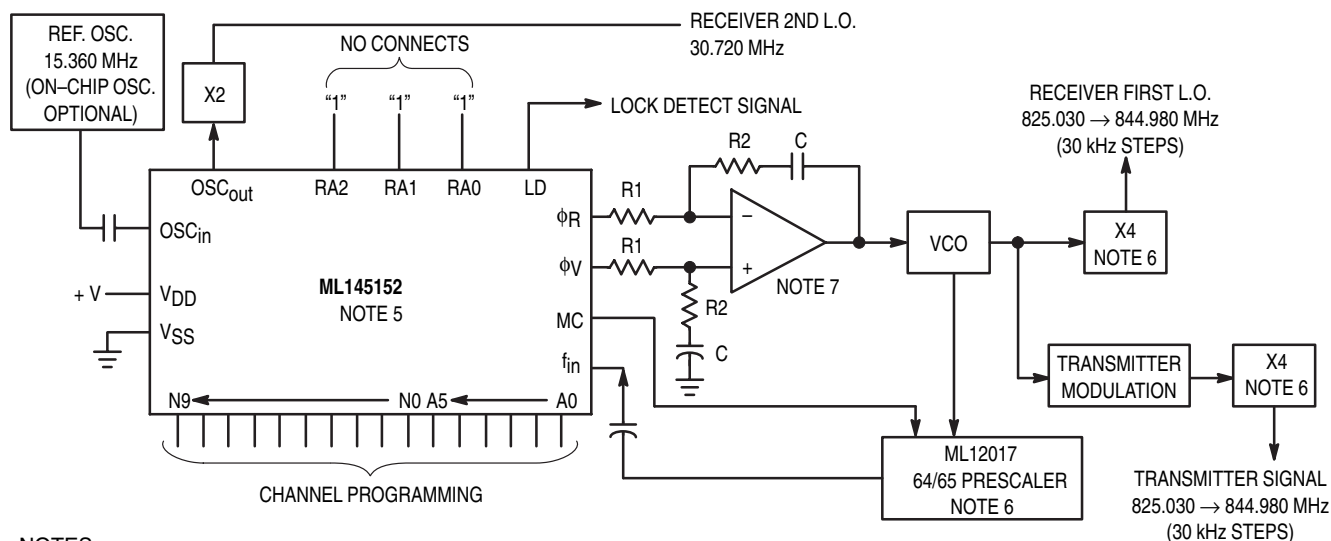 REF. OSC.
15.360 MHz
(ON–CHIP OSC.
OPTIONAL)
X2
NO CONNECTS
“1” “1” “1”
RECEIVER 2ND L.O.
30.720 MHz
LOCK DETECT SIGNAL
RECEIVER FIRST L.O.
825.030 → 844.980 MHz
(30 kHz STEPS)
OSCout RA2 RA1 RA0 LD
OSCin
+ V
VDD
VSS
ML145152
NOTE 5
ϕR
ϕV
MC
fin
R1
R1
R2
C
−
+
NOTE 7
R2
C
VCO
X4
NOTE 6
TRANSMITTER
MODULATION
X4
NOTE 6
N9 N0 A5 A0
CHANNEL PROGRAMMING
ML12017
64/65 PRESCALER
NOTE 6
TRANSMITTER SIGNAL
825.030 → 844.980 MHz
(30 kHz STEPS)